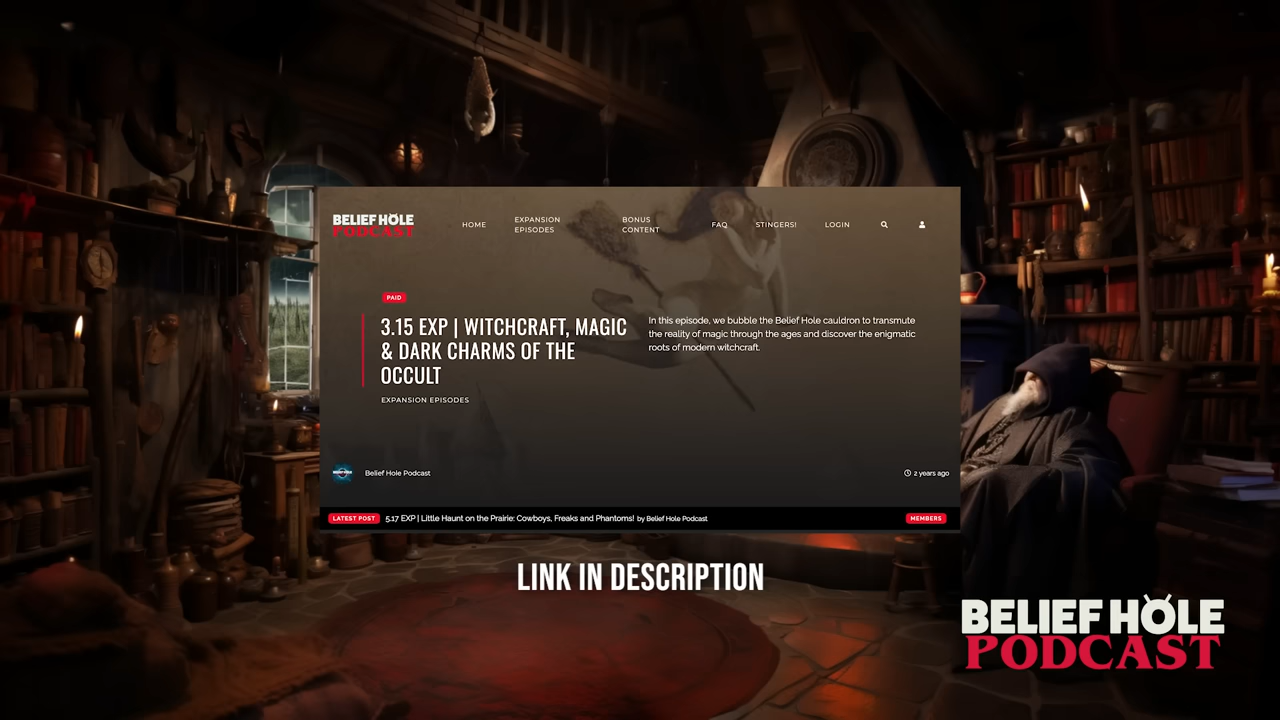 BELIEF HOLE
PODCAST
HOME
EXPANSION
EPISODES
BONUS
CONTENT
FAQ
STINGERS!
LOGIN
PAID
3.15 EXP | WITCHCRAFT, MAGIC
& DARK CHARMS OF THE
OCCULT
EXPANSION EPISODES
In this episode, we bubble the Belief Hole cauldron to transmute
the reality of magic through the ages and discover the enigmatic
roots of modern witchcraft.
Belief Hole Podcast
2 years ago
LATEST POST
5.17 EXP | Little Haunt on the Prairie: Cowboys, Freaks and Phantoms! by Belief Hole Podcast
MEMBERS
LINK IN DESCRIPTION
BELIEF HOLE
PODCAST